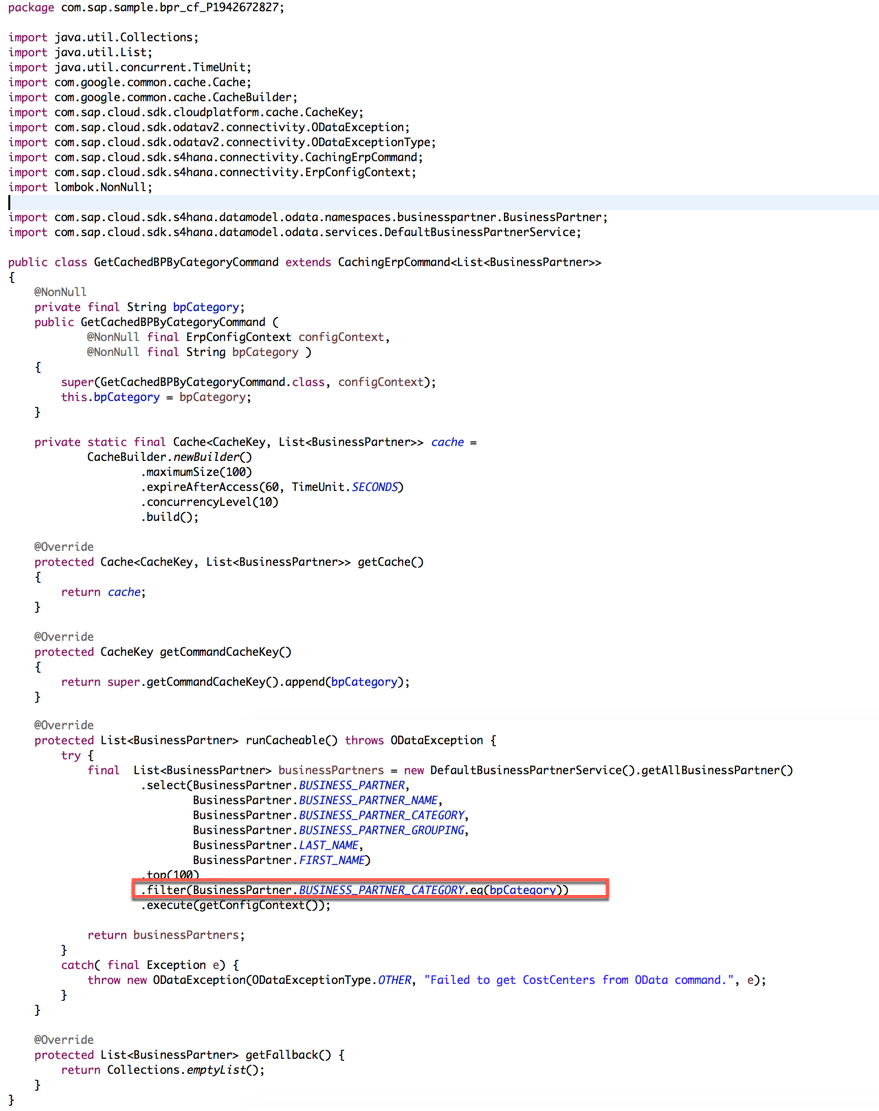 package com.sap.sample.bpr_cf_P1942672827;
import java.util.Collections;
import java.util.List;
import java.util.concurrent.TimeUnit;
import com.google.common.cache.Cache;
import com.google.common.cache.CacheBuilder;
import com.sap.cloud.sdk.cloudplatform.cache.CacheKey;
import com.sap.cloud.sdk.odatav2.connectivity.ODataException;
import com.sap.cloud.sdk.odatav2.connectivity.ODataExceptionType;
import com.sap.cloud.sdk.s4hana.connectivity.CachingErpCommand;
import com.sap.cloud.sdk.s4hana.connectivity.ErpConfigContext;
import lombok.NonNull;
import com.sap.cloud.sdk.s4hana.datamodel.odata.namespaces.businesspartner.BusinessPartner;
import com.sap.cloud.sdk.s4hana.datamodel.odata.services.DefaultBusinessPartnerService;
public class GetCachedBPByCategoryCommand extends CachingErpCommand<List<BusinessPartner>>
{
@NonNull
private final String bpCategory;
public GetCachedBPByCategoryCommand (
@NonNull final ErpConfigContext configContext,
@NonNull final String bpCategory )
{
super(GetCachedBPByCategoryCommand.class, configContext);
this.bpCategory = bpCategory;
}
private static final Cache<CacheKey, List<BusinessPartner>> cache =
CacheBuilder.newBuilder()
.maximumSize(100)
.expireAfterAccess(60, TimeUnit.SECONDS)
.concurrencyLevel(10)
.build();
@Override
protected Cache<CacheKey, List<BusinessPartner>> getCache()
{
return cache;
}
@Override
protected CacheKey getCommandCacheKey()
{
return super.getCommandCacheKey().append(bpCategory);
}
@Override
protected List<BusinessPartner> runCacheable() throws ODataException {
try {
final  List<BusinessPartner> businessPartners = new DefaultBusinessPartnerService().getAllBusinessPartner()
.select(BusinessPartner.BUSINESS_PARTNER,
BusinessPartner.BUSINESS_PARTNER_NAME,
BusinessPartner.BUSINESS_PARTNER_CATEGORY,
BusinessPartner.BUSINESS_PARTNER_GROUPING,
BusinessPartner.LAST_NAME,
BusinessPartner.FIRST_NAME)
.top(100)
.filter(BusinessPartner.BUSINESS_PARTNER_CATEGORY.eq(bpCategory))
.execute(getConfigContext());
return businessPartners;
}
catch( final Exception e) {
throw new ODataException(ODataExceptionType.OTHER, "Failed to get CostCenters from OData command.", e);
}
}
@Override
protected List<BusinessPartner> getFallback() {
return Collections.emptyList();
}
}